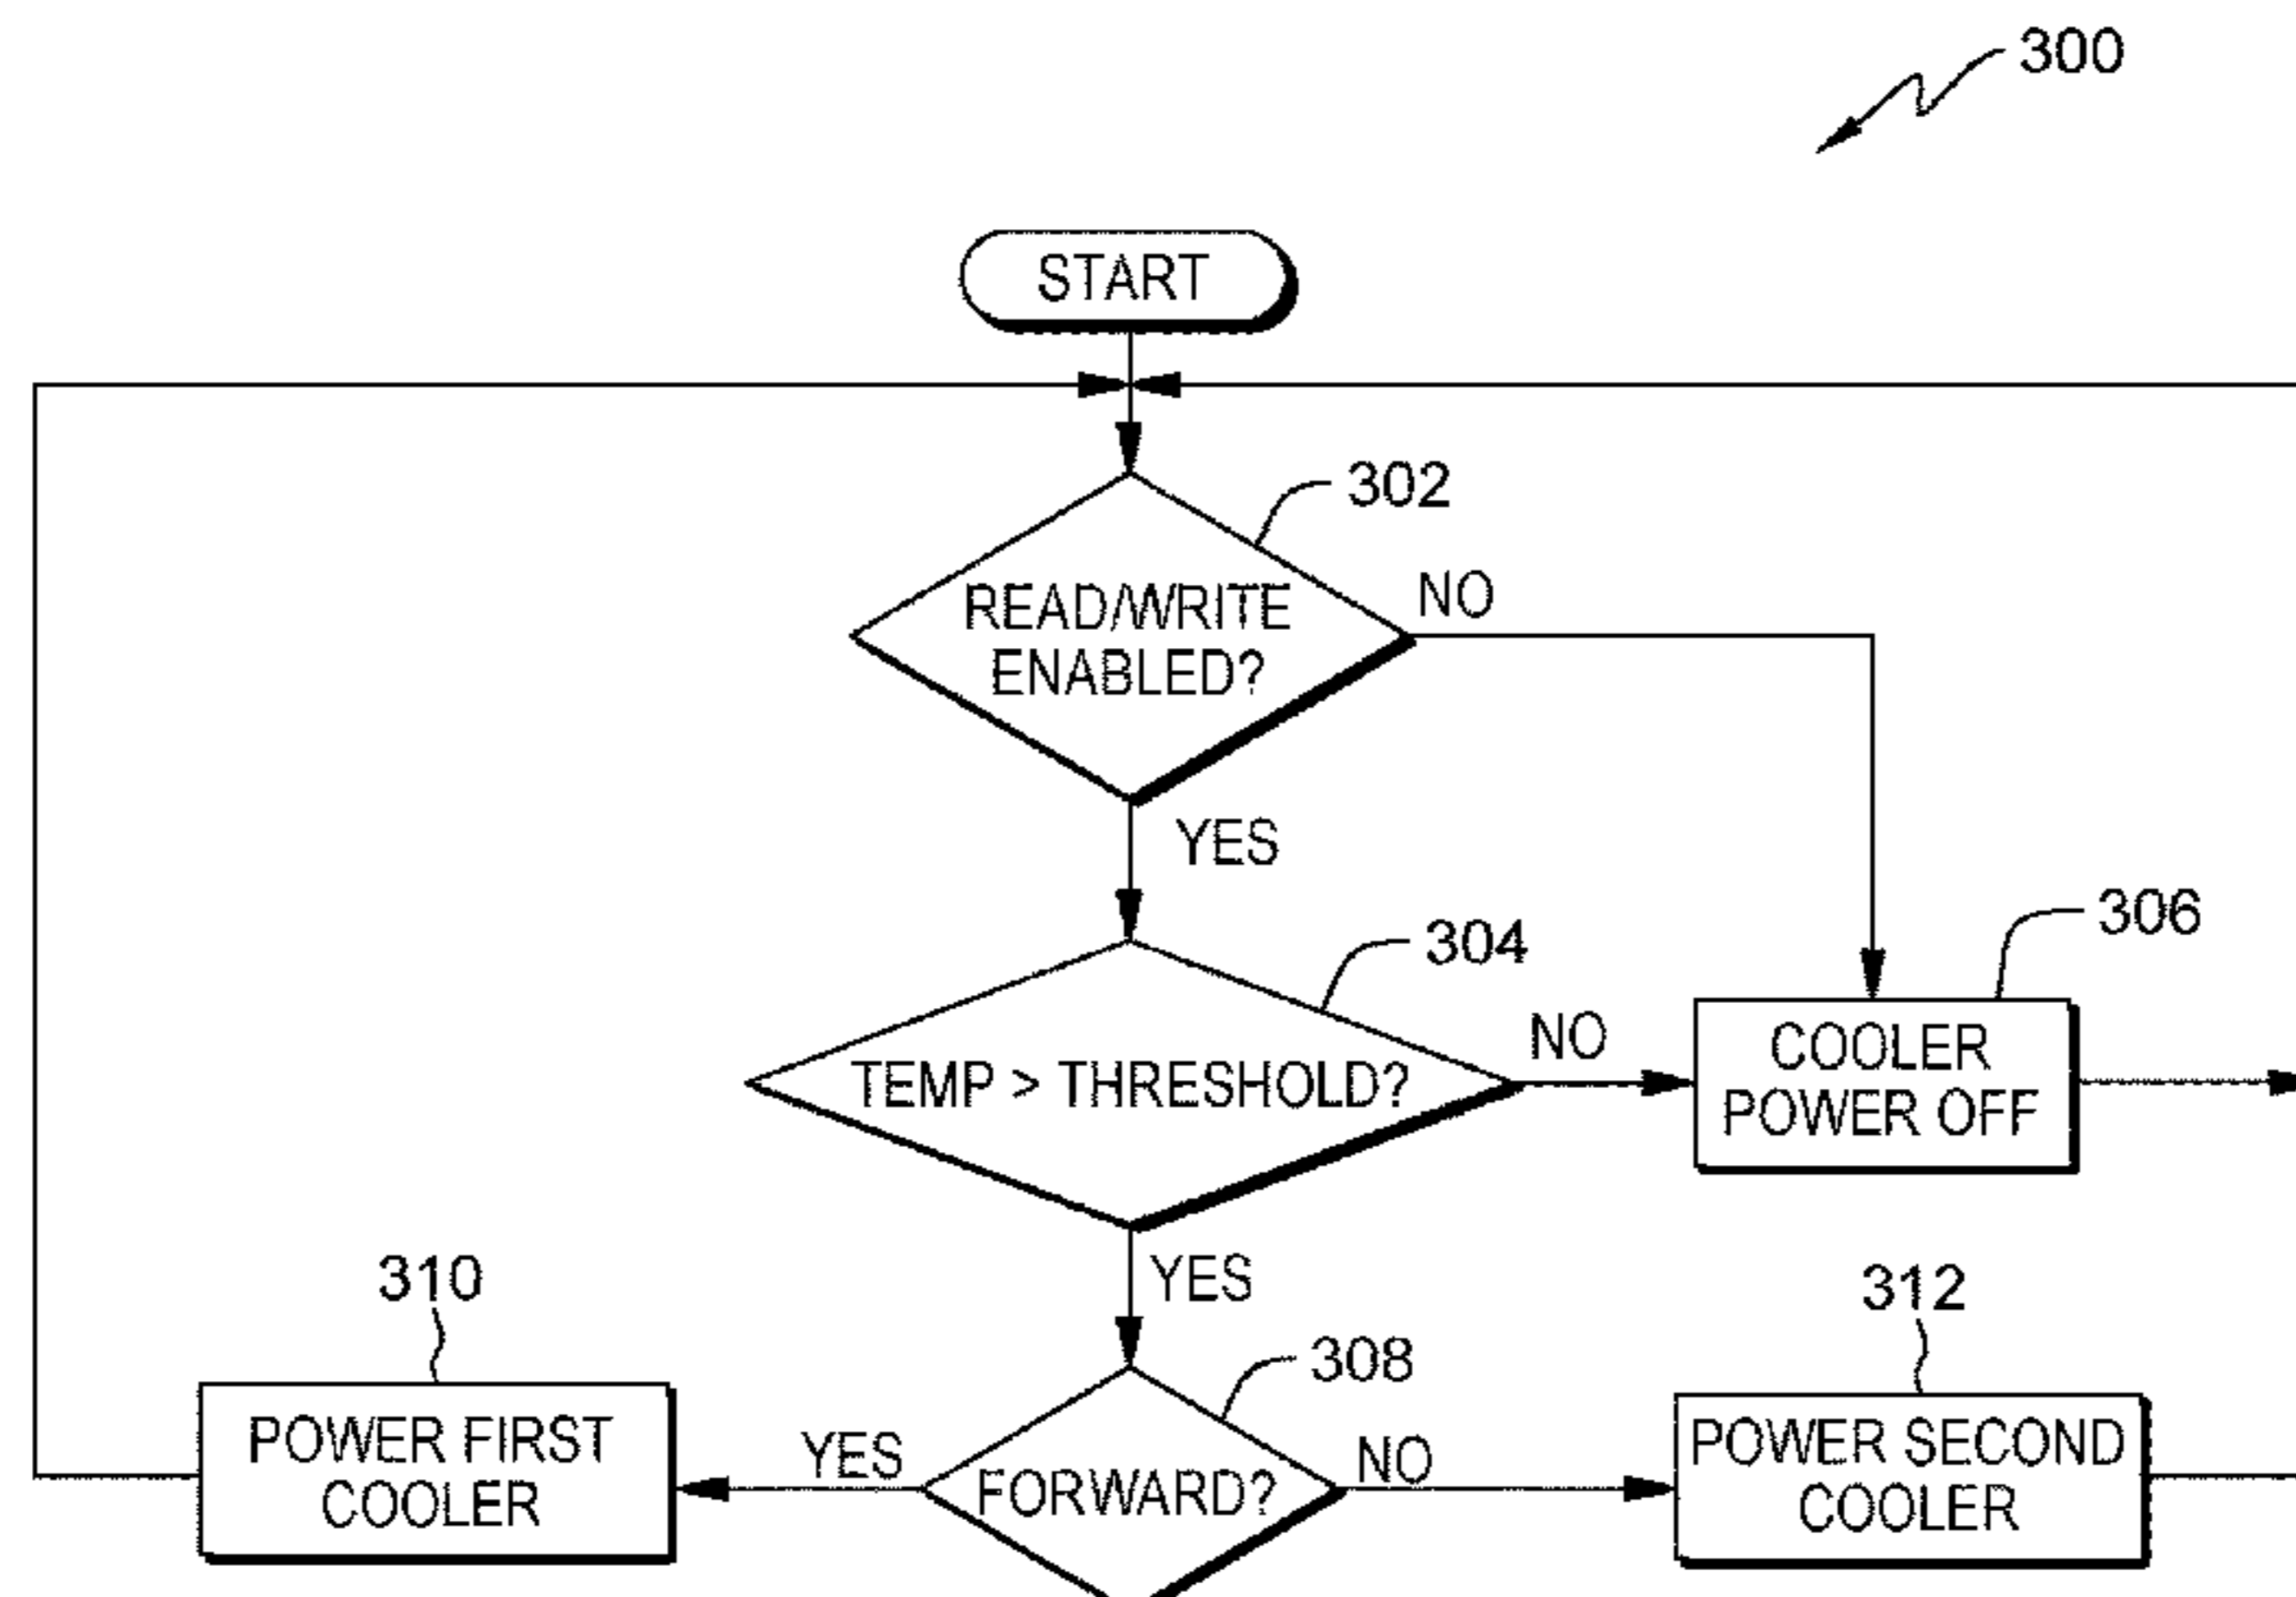 300
START
302
READ/WRITE
ENABLED?
NO
YES
304
306
TEMP > THRESHOLD?
NO
COOLER
POWER OFF
YES
310
312
308
POWER FIRST
COOLER
YES
FORWARD?
NO
POWER SECOND
COOLER